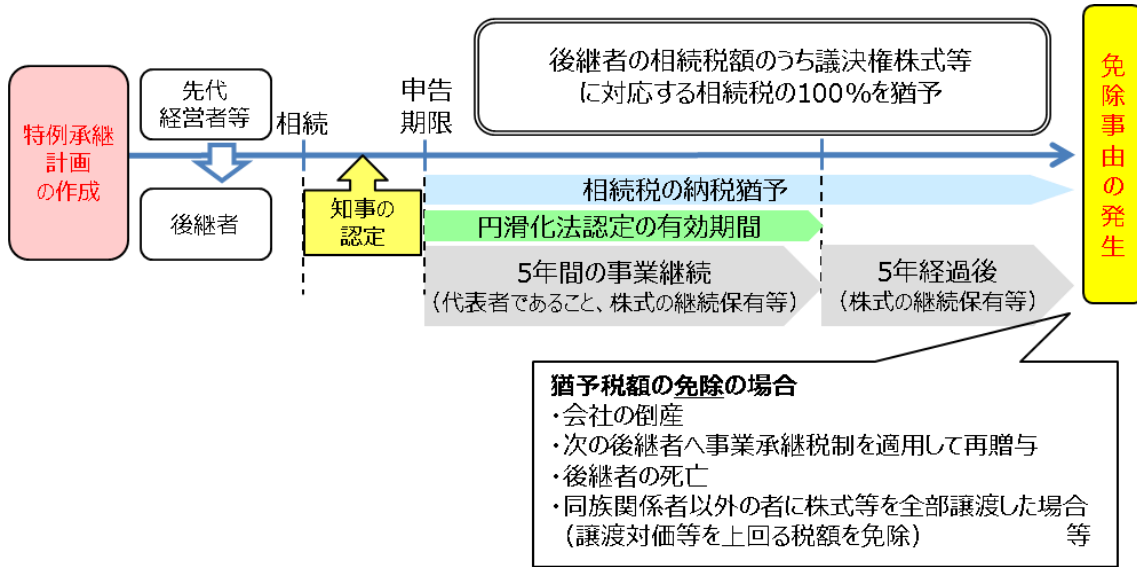 特例承継
計画
の作成
先代
経営者等
後継者
相続
知事の
認定
申告
期限
後継者の相続税額のうち議決権株式等
に対応する相続税の100%を猶予
相続税の納税猶予
円滑化法認定の有効期間
5年間の事業継続
（代表者であること、株式の継続保有等）
5年経過後
（株式の継続保有等）
免除事由の発生
猶予税額の免除の場合
・会社の倒産
・次の後継者へ事業承継税制を適用して再贈与
・後継者の死亡
・同族関係者以外の者に株式等を全部譲渡した場合
（譲渡対価等を上回る税額を免除） 等